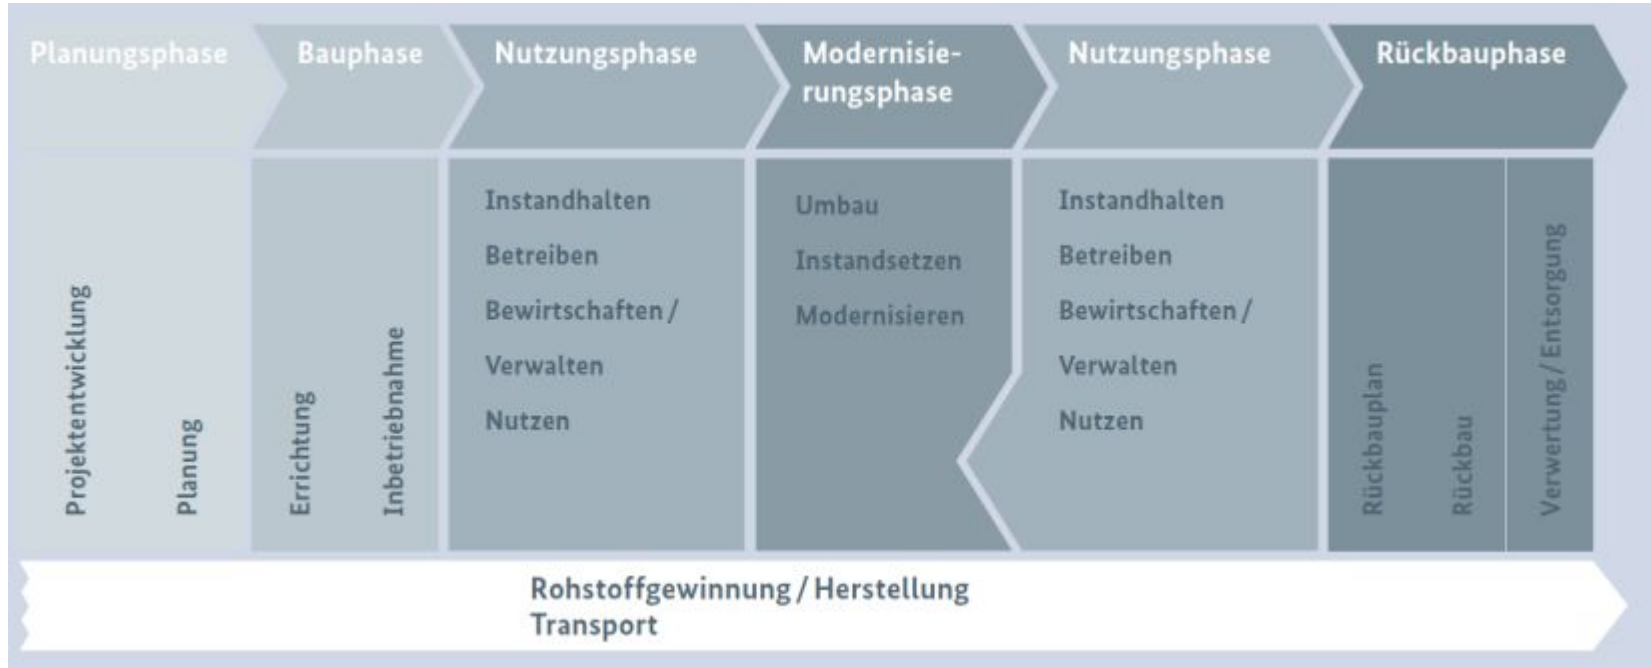 Planungsphase
Bauphase
Nutzungsphase
Modernisie-
rungsphase
Nutzungsphase
Rückbauphase
Projektentwicklung
Planung
Errichtung
Inbetriebnahme
Instandhalten
Betreiben
Bewirtschaften /
Verwalten
Nutzen
Umbau
Instandsetzen
Modernisieren
Instandhalten
Betreiben
Bewirtschaften /
Verwalten
Nutzen
Rückbauplan
Rückbau
Verwertung / Entsorgung
Rohstoffgewinnung / Herstellung
Transport